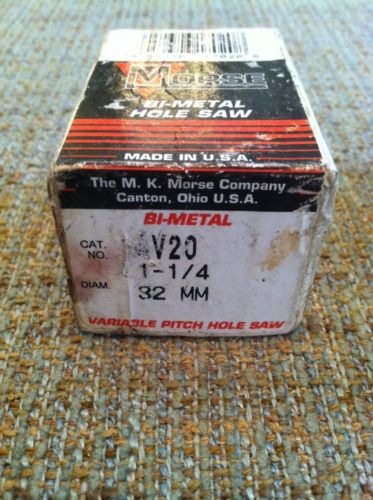 MORSE
BI-METAL
HOLE SAW
MADE IN U.S.A.
The M. K. Morse Company
Canton, Ohio U.S.A.
BI-METAL
CAT. NO. AV20
1-1/4
DIAM. 32 MM
VARIABLE PITCH HOLE SAW